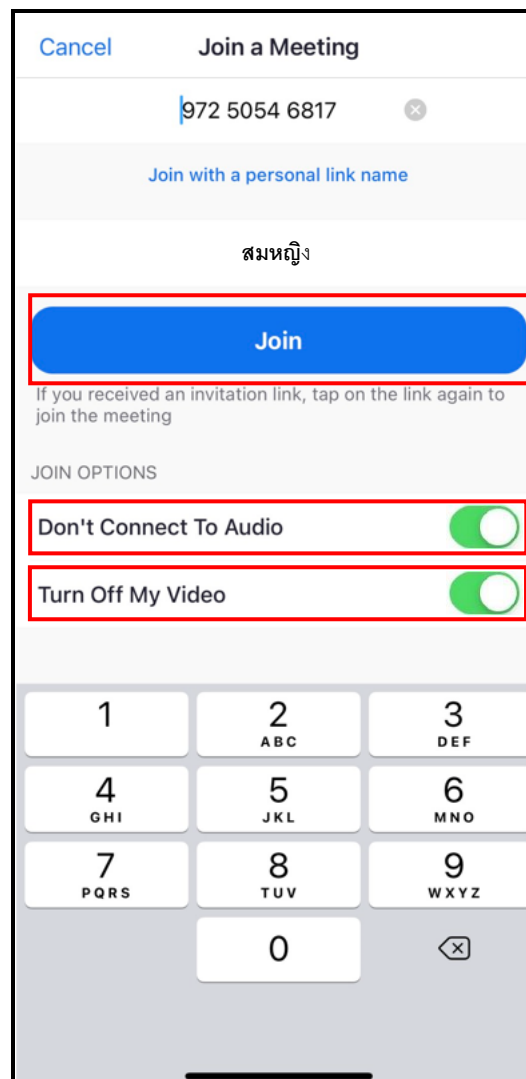 Cancel Join a Meeting
972 5054 6817
Join with a personal link name
สมหญิง
Join
If you received an invitation link, tap on the link again to
join the meeting
JOIN OPTIONS
Don't Connect To Audio
Turn Off My Video
1 2 3
ABC DEF
4 5 6
GHI JKL MNO
7 8 9
PQRS TUV WXYZ
0